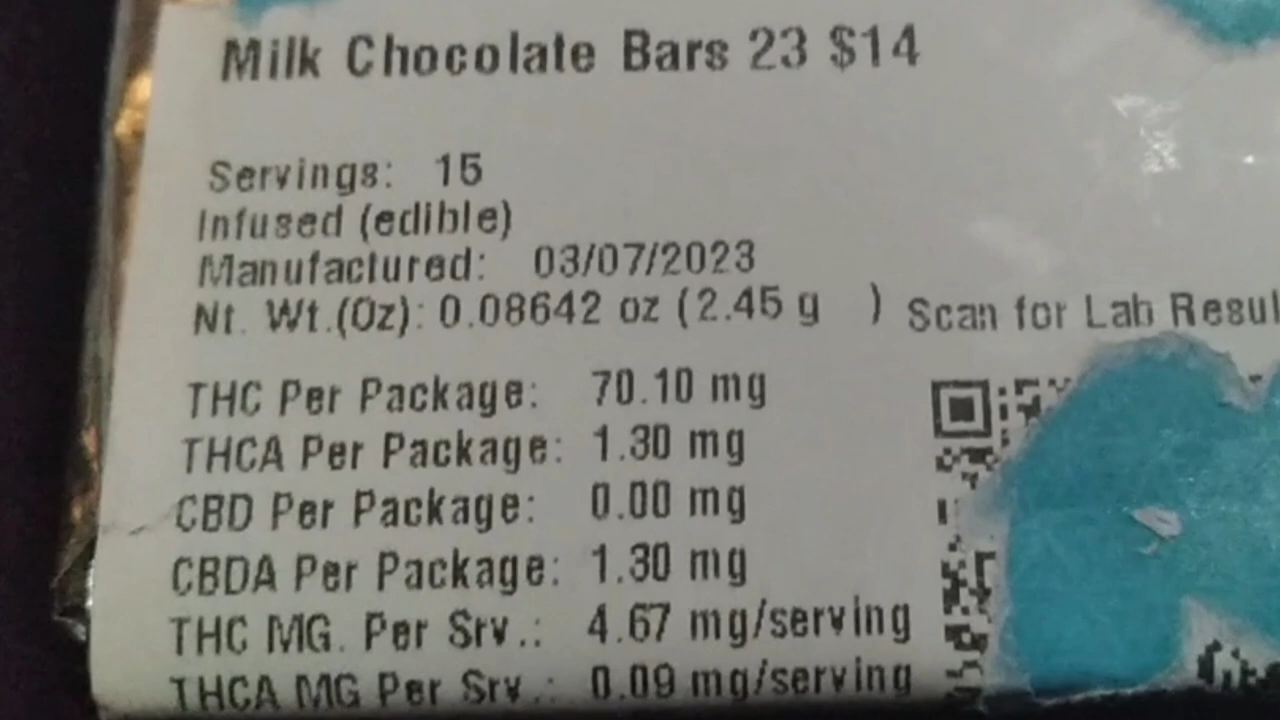 Milk Chocolate Bars 23 $14
Servings: 15
Infused (edible)
Manufactured: 03/07/2023
Nt. Wt.(Oz): 0.08642 oz (2.45 g )
Scan for Lab Resul
THC Per Package: 70.10 mg
THCA Per Package: 1.30 mg
CBD Per Package: 0.00 mg
CBDA Per Package: 1.30 mg
THC MG. Per Srv.: 4.67 mg/serving
THCA MG Per Srv.: 0.09 mg/serving